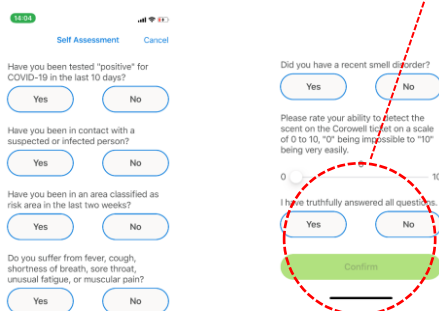 14:04
Self Assessment
Cancel
Have you been tested "positive" for
COVID-19 in the last 10 days?
Yes No
Have you been in contact with a
suspected or infected person?
Yes No
Have you been in an area classified as
risk area in the last two weeks?
Yes No
Do you suffer from fever, cough,
shortness of breath, sore throat,
unusual fatigue, or muscular pain?
Yes No
Did you have a recent smell disorder?
Yes No
Please rate your ability to detect the
scent on the Corowell ticket on a scale
of 0 to 10, "0" being impossible to "10"
being very easily.
0 10
I have truthfully answered all questions.
Yes No
Confirm